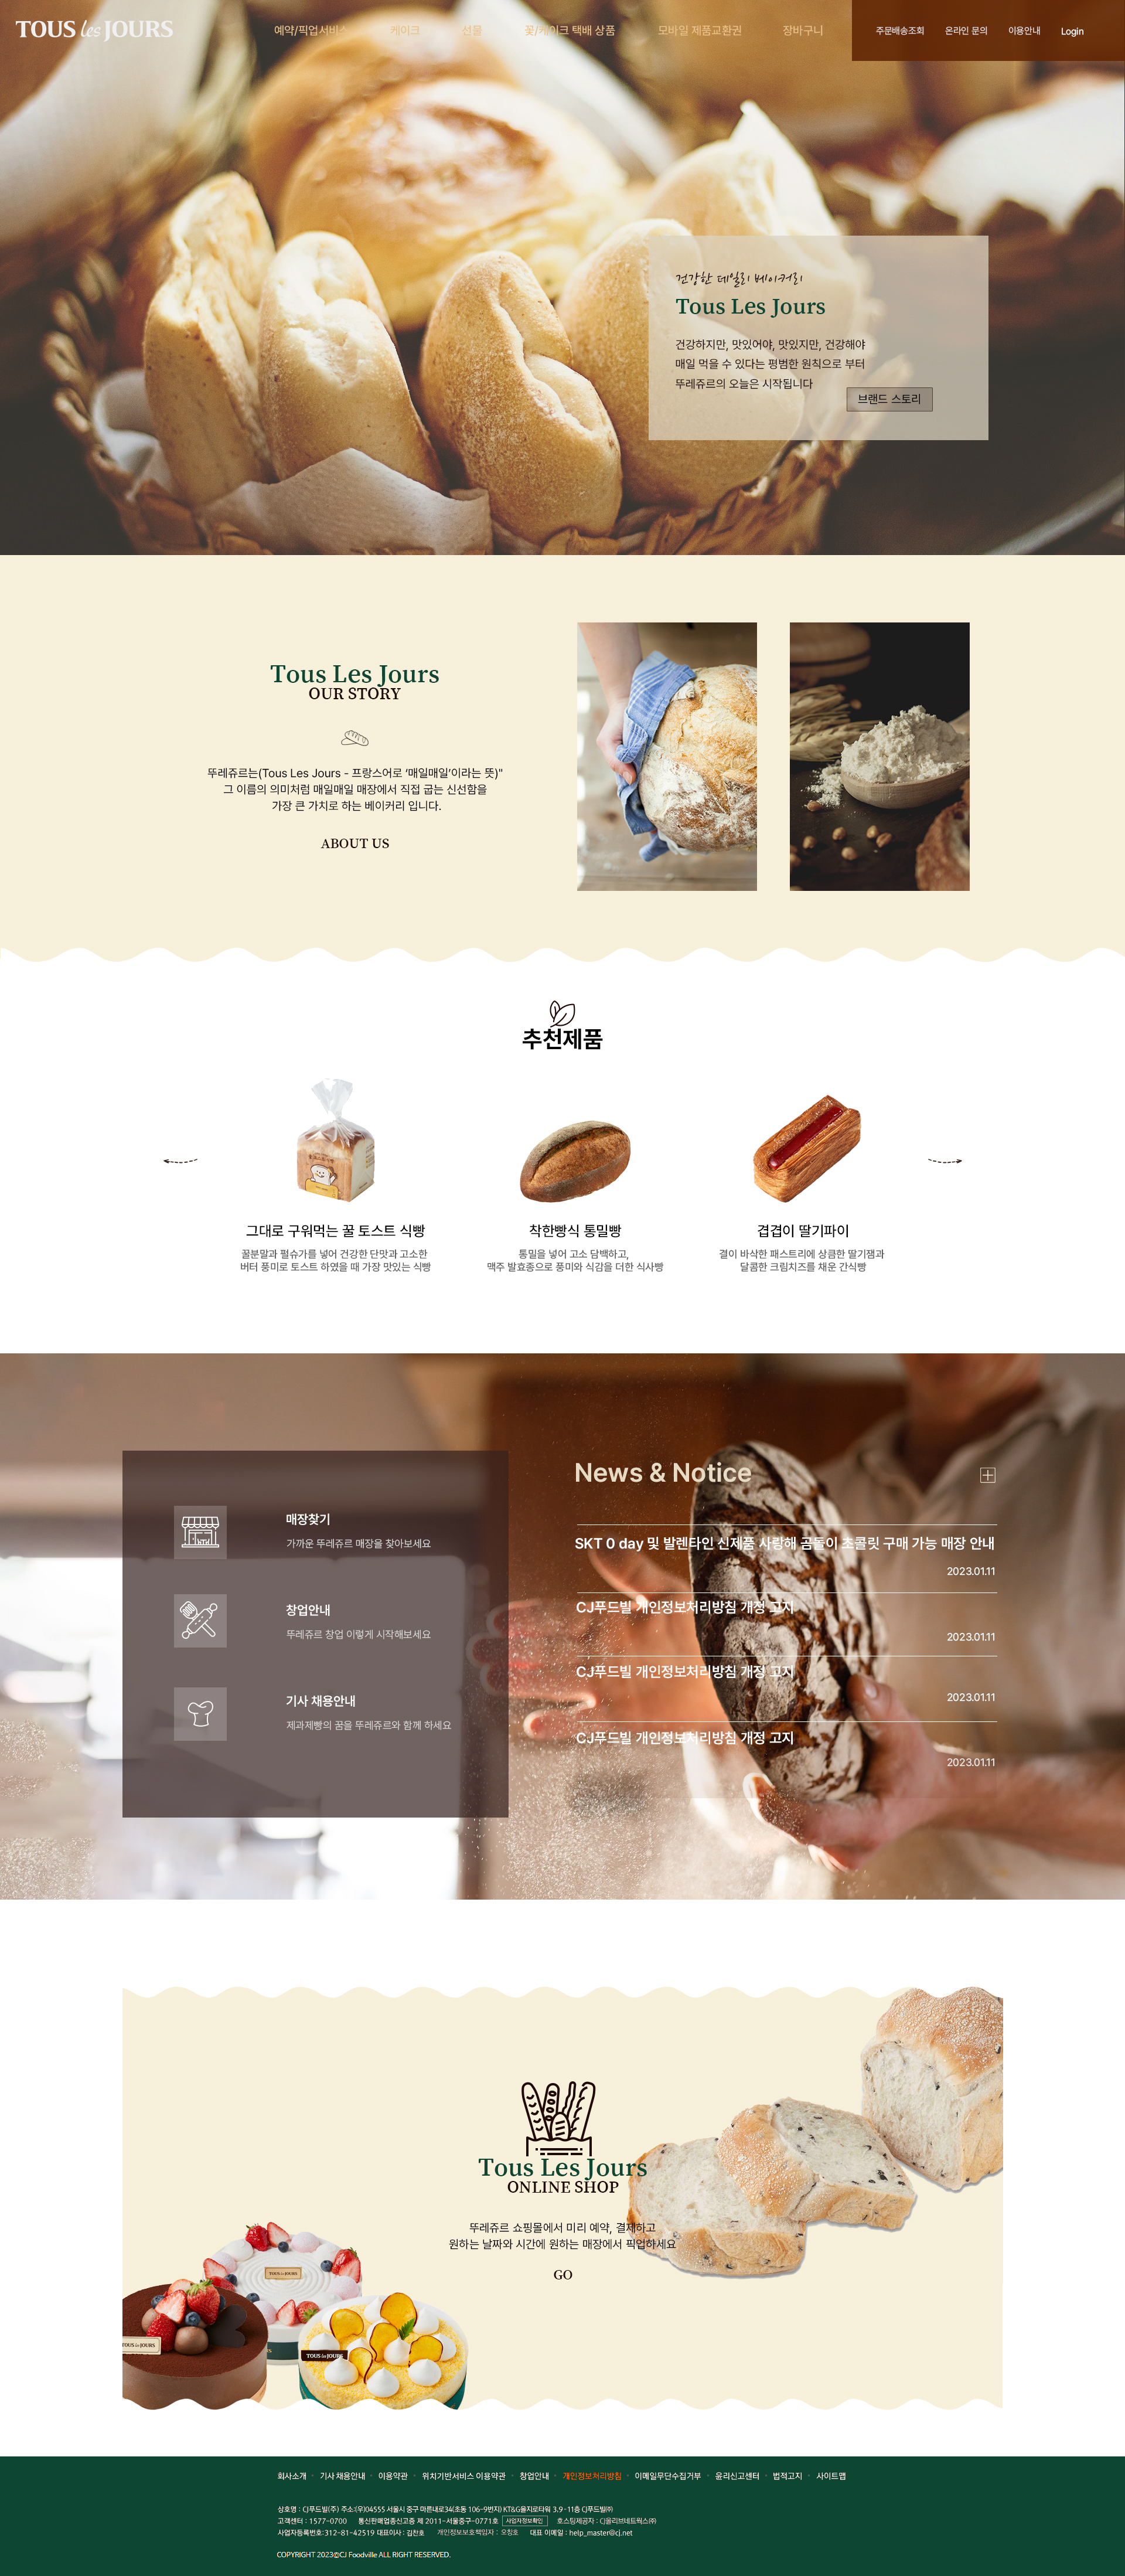 TOUS les JOURS
예약/픽업서비스 케이크 선물 꽃/케이크 택배 상품 모바일 제품교환권 장바구니
주문배송조회 온라인 문의 이용안내 Login
건강한 데일리 베이커리
Tous Les Jours
건강하지만, 맛있어야, 맛있지만, 건강해야
매일 먹을 수 있다는 평범한 원칙으로 부터
뚜레쥬르의 오늘은 시작됩니다
브랜드 스토리
Tous Les Jours
OUR STORY
뚜레쥬르는(Tous Les Jours - 프랑스어로 '매일매일'이라는 뜻)"
그 이름의 의미처럼 매일매일 매장에서 직접 굽는 신선함을
가장 큰 가치로 하는 베이커리 입니다.
ABOUT US
추천제품
그대로 구워먹는 꿀 토스트 식빵
꿀분말과 펄슈가를 넣어 건강한 단맛과 고소한
버터 풍미로 토스트 하였을 때 가장 맛있는 식빵
착한빵식 통밀빵
통밀을 넣어 고소 담백하고,
맥주 발효종으로 풍미와 식감을 더한 식사빵
겹겹이 딸기파이
결이 바삭한 패스트리에 상큼한 딸기잼과
달콤한 크림치즈를 채운 간식빵
매장찾기
가까운 뚜레쥬르 매장을 찾아보세요
창업안내
뚜레쥬르 창업 이렇게 시작해보세요
기사 채용안내
제과제빵의 꿈을 뚜레쥬르와 함께 하세요
News & Notice
SKT 0 day 및 발렌타인 신제품 사랑해 곰돌이 초콜릿 구매 가능 매장 안내
2023.01.11
CJ푸드빌 개인정보처리방침 개정 고지
2023.01.11
CJ푸드빌 개인정보처리방침 개정 고지
2023.01.11
CJ푸드빌 개인정보처리방침 개정 고지
2023.01.11
Tous Les Jours
ONLINE SHOP
뚜레쥬르 쇼핑몰에서 미리 예약, 결제하고
원하는 날짜와 시간에 원하는 매장에서 픽업하세요
GO
TOUS les JOURS
TOUS les JOURS
TOUS les JOURS
회사소개 · 기사 채용안내 · 이용약관 · 위치기반서비스 이용약관 · 창업안내 · 개인정보처리방침 · 이메일무단수집거부 · 윤리신고센터 · 법적고지 · 사이트맵
상호명 : CJ푸드빌(주) 주소:(우)04555 서울시 중구 마른내로34(초동 106-9번지) KT&G을지로타워 3,9-11층 CJ푸드빌㈜
고객센터 : 1577-0700 통신판매업종신고증 제 2011-서울중구-0771호 사업자정보확인 호스팅제공자 : CJ올리브네트웍스㈜
사업자등록번호:312-81-42519 대표이사 : 김찬호 개인정보보호책임자 : 오침호 대표 이메일 : help_master@cj.net
COPYRIGHT 2023©CJ Foodville ALL RIGHT RESERVED.